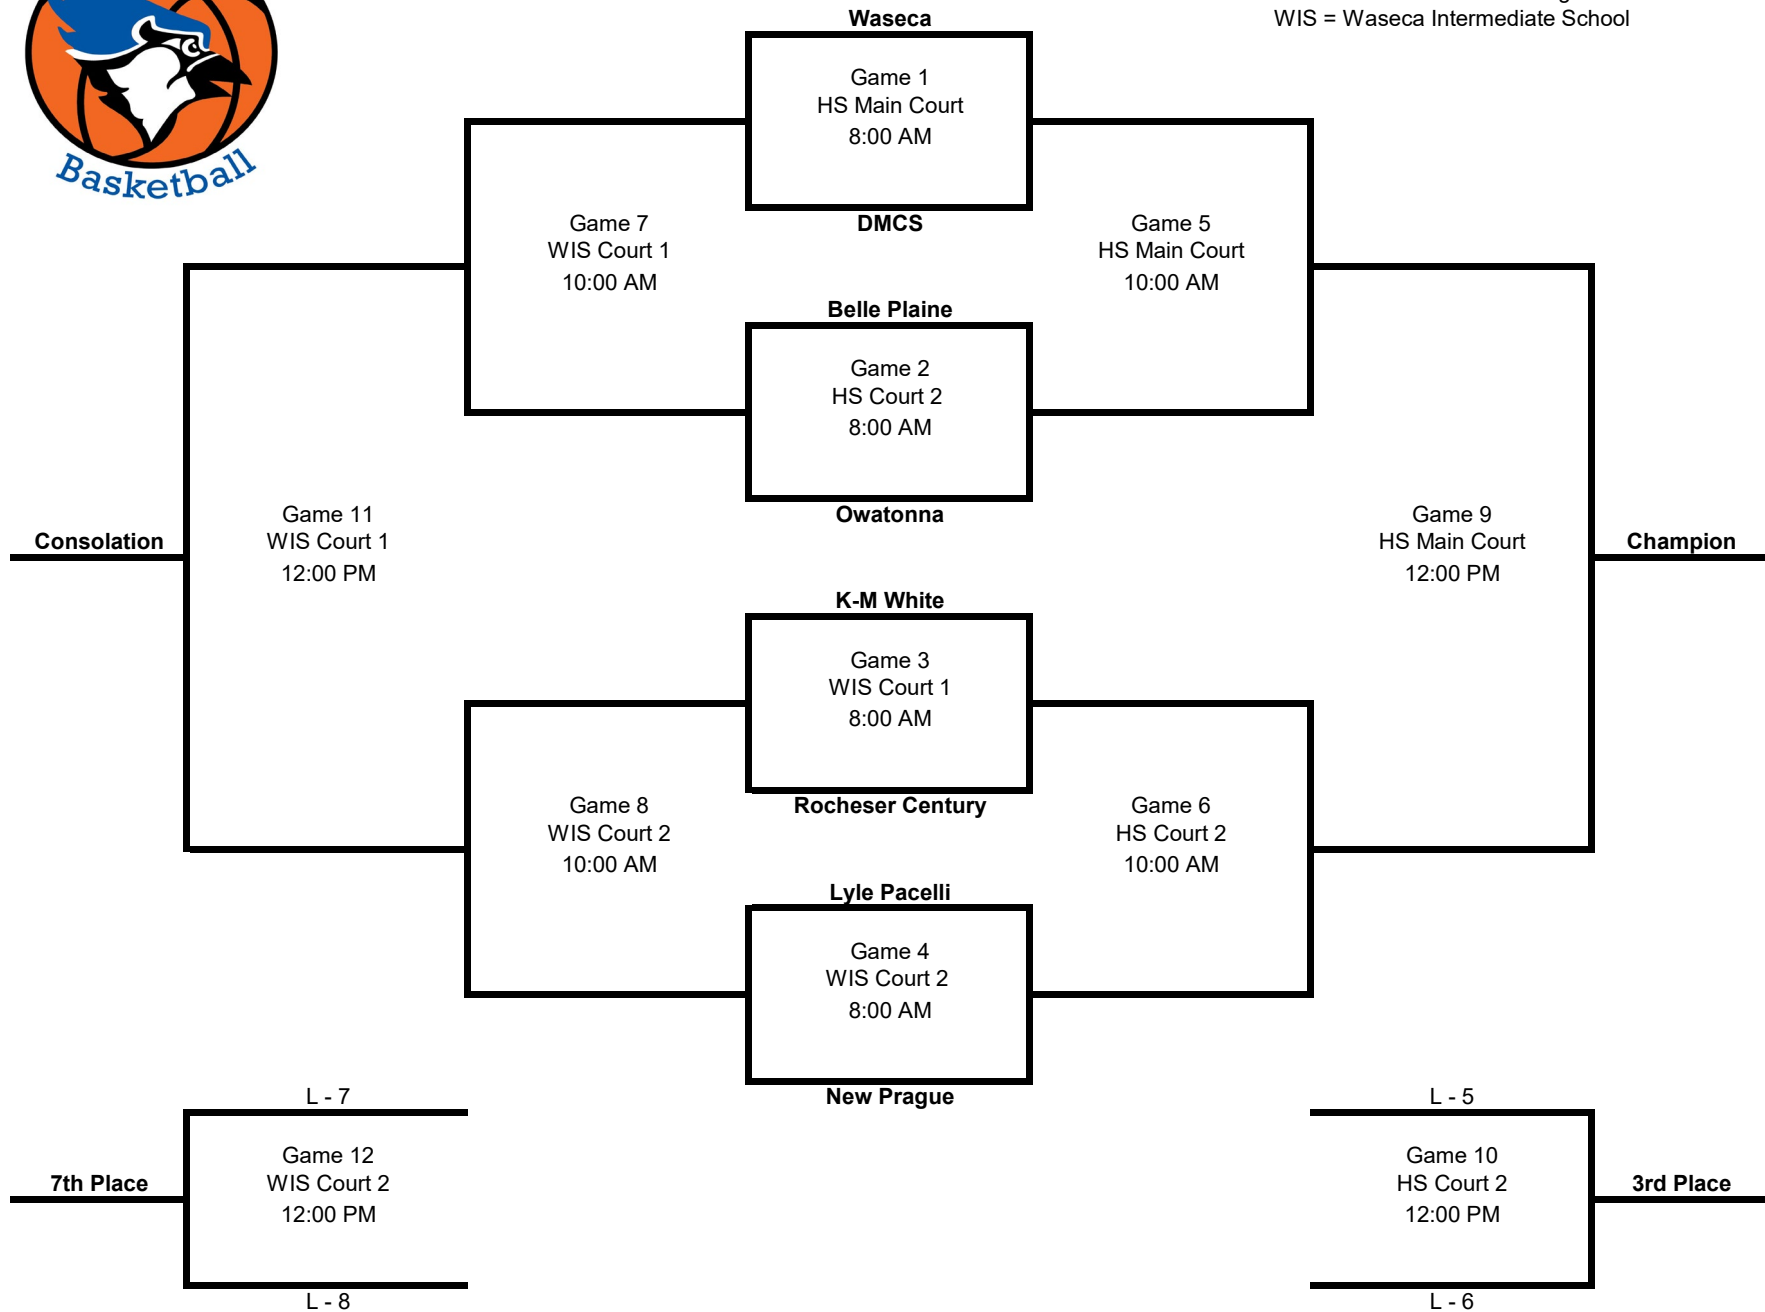 Waseca
WIS = Waseca Intermediate School
Basketball
Game 1
HS Main Court
8:00 AM
DMCS
Game 7
WIS Court 1
10:00 AM
Game 5
HS Main Court
10:00 AM
Belle Plaine
Game 2
HS Court 2
8:00 AM
Owatonna
Game 11
WIS Court 1
12:00 PM
Consolation
Game 9
HS Main Court
12:00 PM
Champion
K-M White
Game 3
WIS Court 1
8:00 AM
Rocheser Century
Game 8
WIS Court 2
10:00 AM
Game 6
HS Court 2
10:00 AM
Lyle Pacelli
Game 4
WIS Court 2
8:00 AM
New Prague
L - 7
Game 12
WIS Court 2
12:00 PM
7th Place
L - 8
L - 5
Game 10
HS Court 2
12:00 PM
3rd Place
L - 6